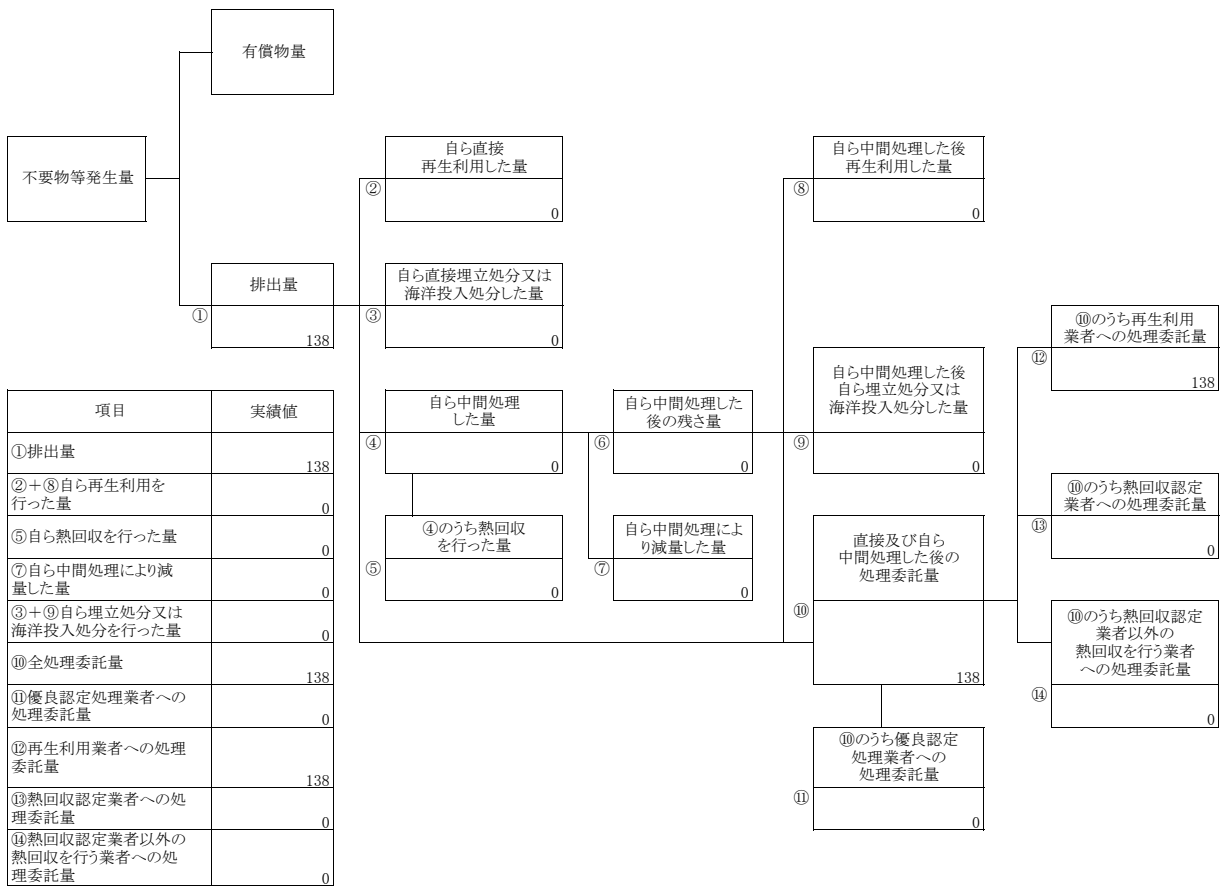 有償物量
不要物等発生量
排出量
①
138
自ら直接
再生利用した量
②
0
自ら直接埋立処分又は
海洋投入処分した量
③
0
自ら中間処理
した量
④
0
④のうち熱回収
を行った量
⑤
0
自ら中間処理した
後の残さ量
⑥
0
自ら中間処理によ
り減量した量
⑦
0
自ら中間処理した後
再生利用した量
⑧
0
自ら中間処理した後
自ら埋立処分又は
海洋投入処分した量
⑨
0
直接及び自ら
中間処理した後の
処理委託量
⑩
138
⑩のうち優良認定
処理業者への
処理委託量
⑪
0
⑩のうち再生利用
業者への処理委託量
⑫
138
⑩のうち熱回収認定
業者への処理委託量
⑬
0
⑩のうち熱回収認定
業者以外の
熱回収を行う業者
への処理委託量
⑭
0
項目 実績値
①排出量
138
②+⑧自ら再生利用を
行った量
0
⑤自ら熱回収を行った量
0
⑦自ら中間処理により減
量した量
0
③+⑨自ら埋立処分又は
海洋投入処分を行った量
0
⑩全処理委託量
138
⑪優良認定処理業者への
処理委託量
0
⑫再生利用業者への処理
委託量
138
⑬熱回収認定業者への処
理委託量
0
⑭熱回収認定業者以外の
熱回収を行う業者への処
理委託量
0